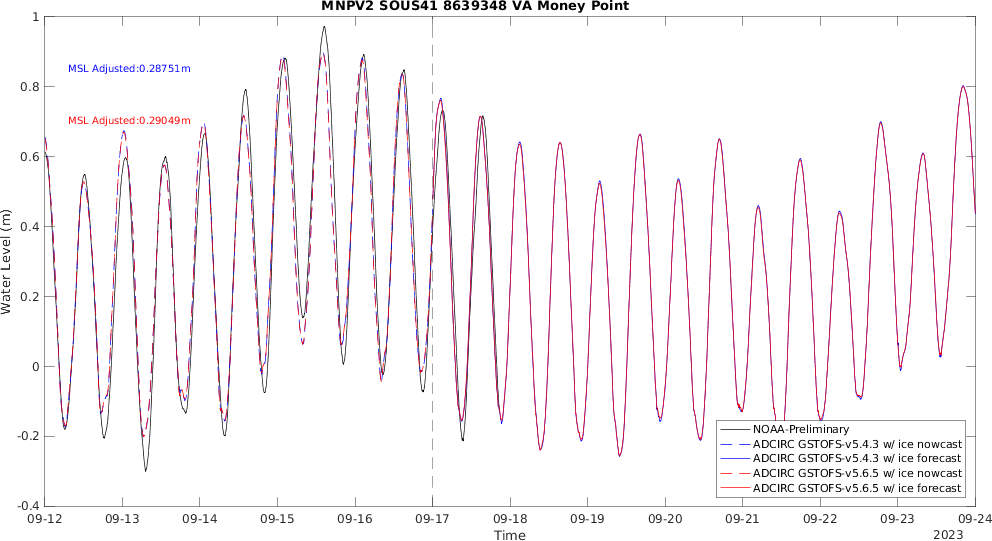 MNPV2 SOUS41 8639348 VA Money Point
1
0.8
0.6
0.4
0.2
0
-0.2
-0.4
Water Level (m)
MSL Adjusted:0.28751m
MSL Adjusted:0.29049m
NOAA-Preliminary
ADCIRC GSTOFS-v5.4.3 w/ ice nowcast
ADCIRC GSTOFS-v5.4.3 w/ ice forecast
ADCIRC GSTOFS-v5.6.5 w/ ice nowcast
ADCIRC GSTOFS-v5.6.5 w/ ice forecast
09-12 09-13 09-14 09-15 09-16 09-17 09-18 09-19 09-20 09-21 09-22 09-23 09-24
Time
2023